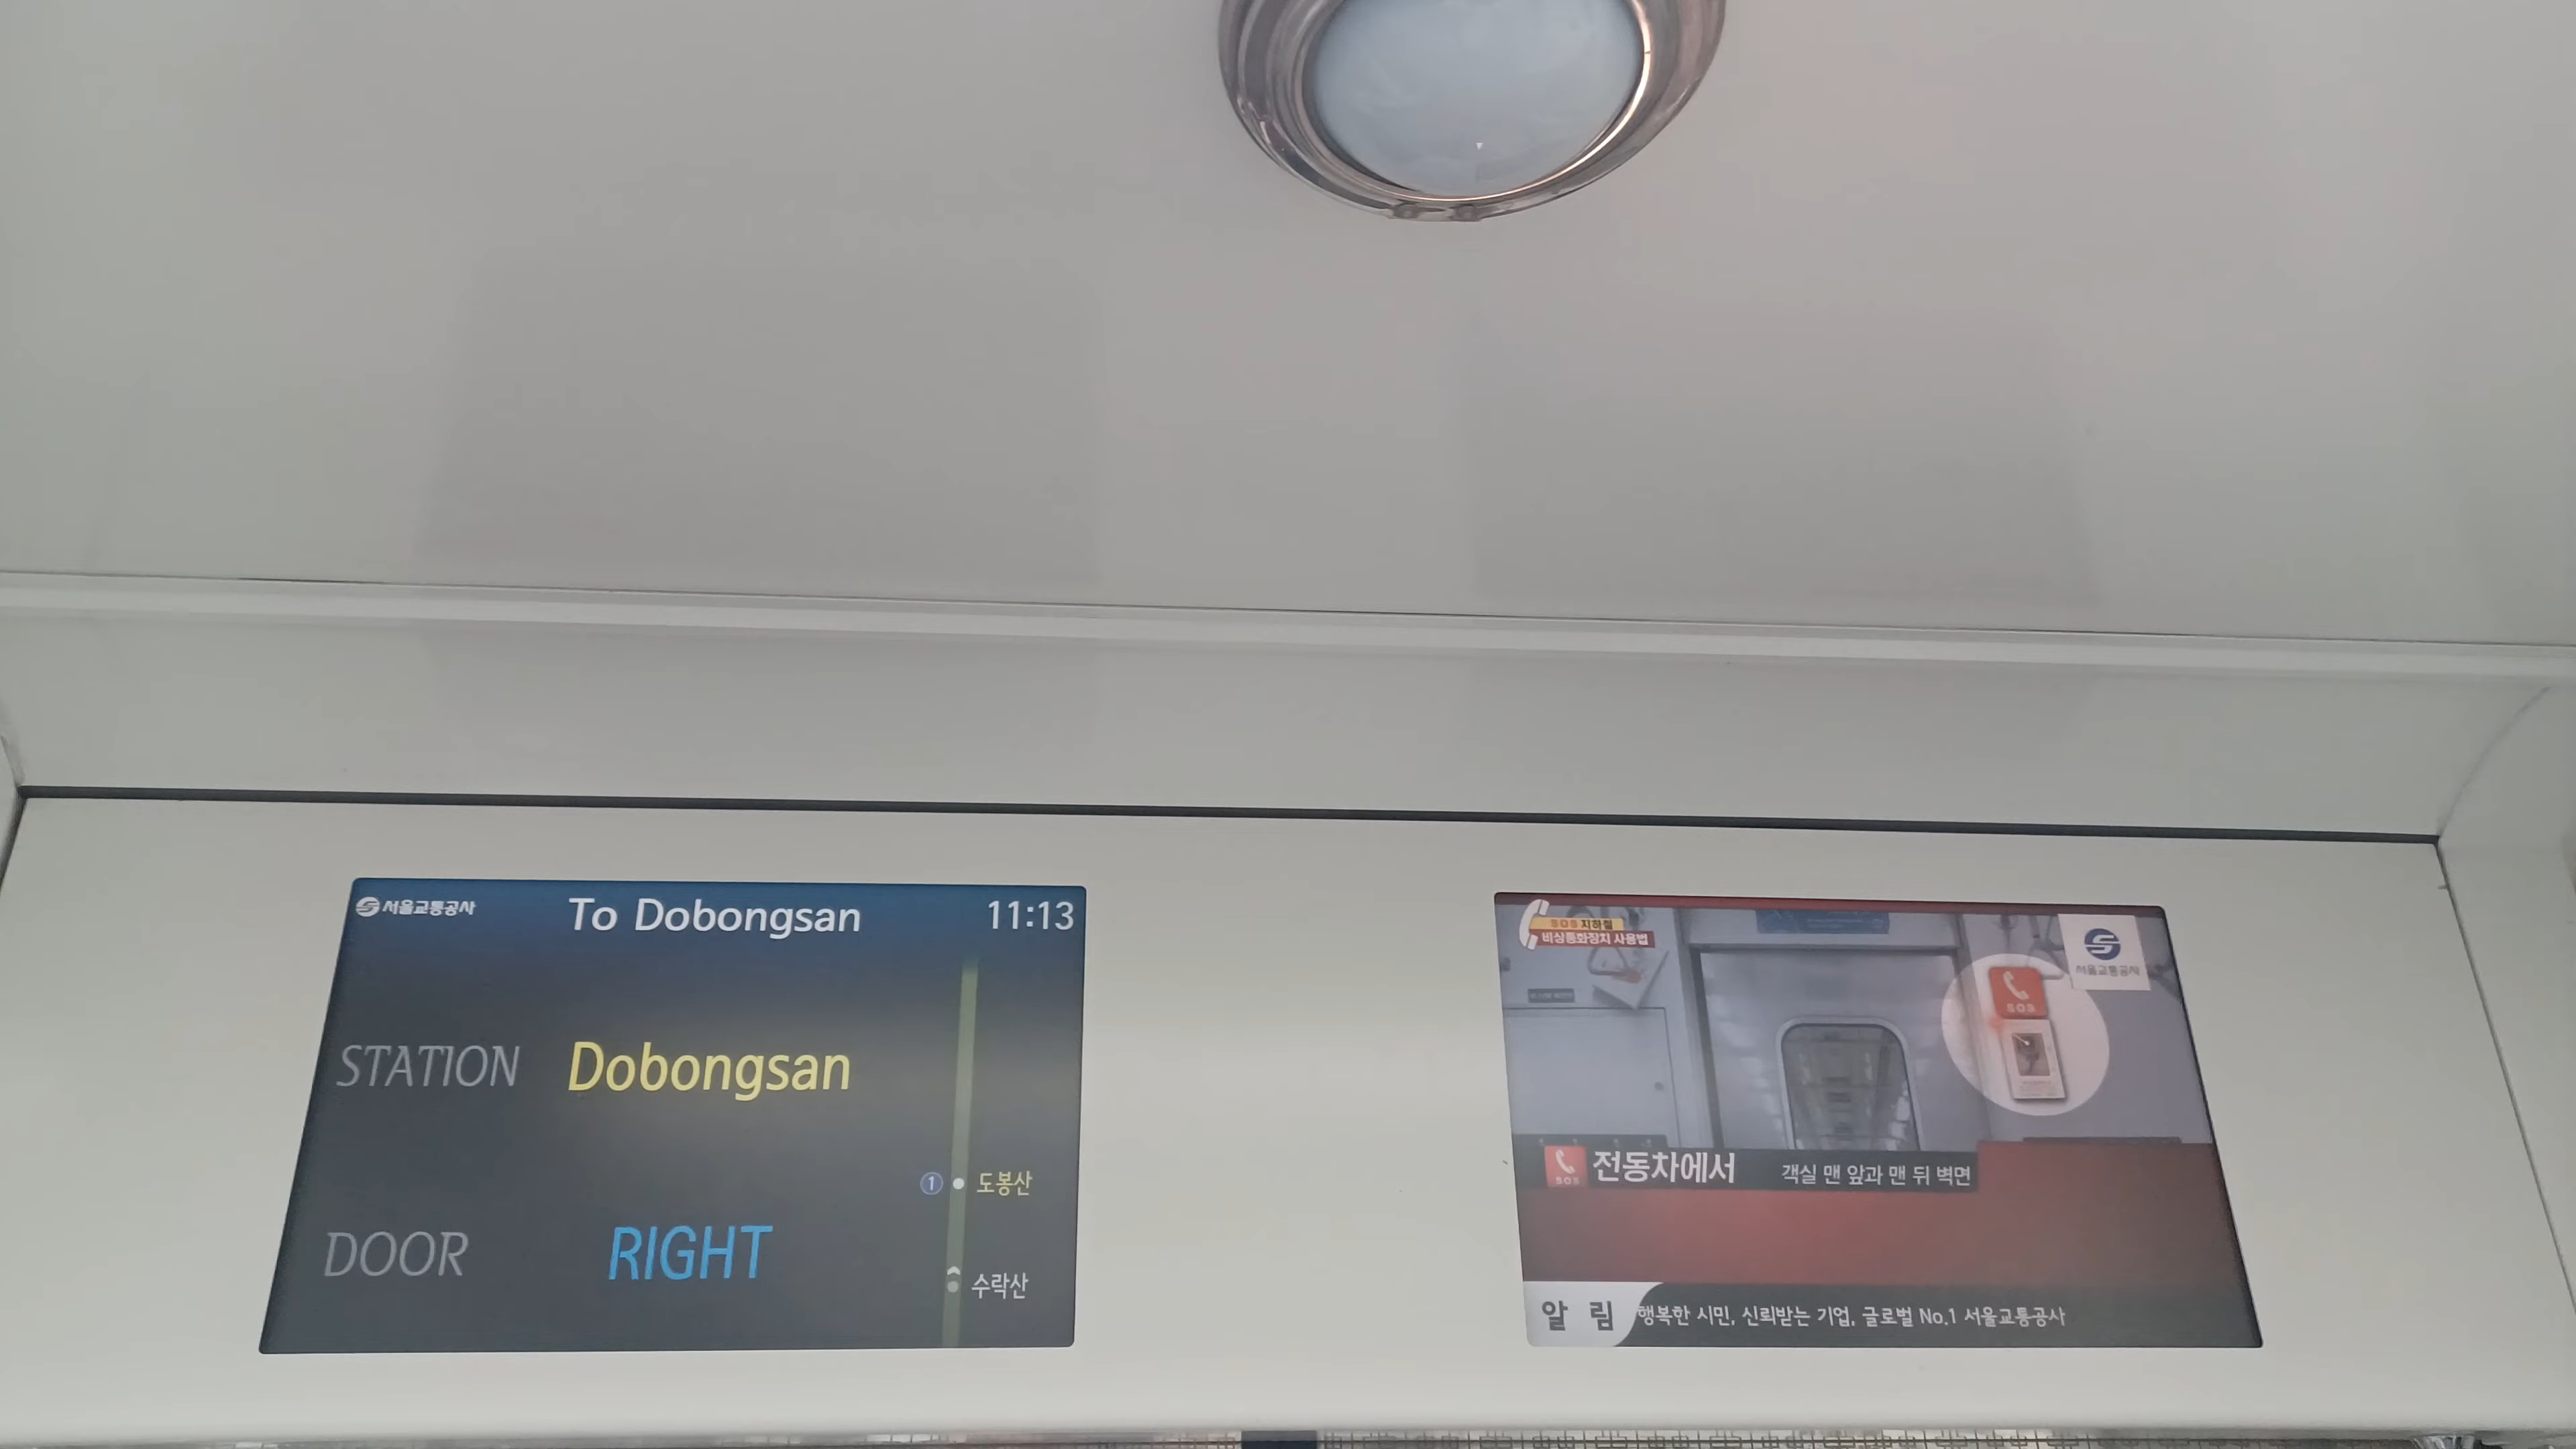 서울교통공사
To Dobongsan
11:13
STATION
Dobongsan
① 도봉산
DOOR
RIGHT
수락산
SOS 지하철
비상통화장치 사용법
서울교통공사
SOS
SOS
전동차에서
객실 맨 앞과 맨 뒤 벽면
알 림
행복한 시민, 신뢰받는 기업, 글로벌 No.1 서울교통공사